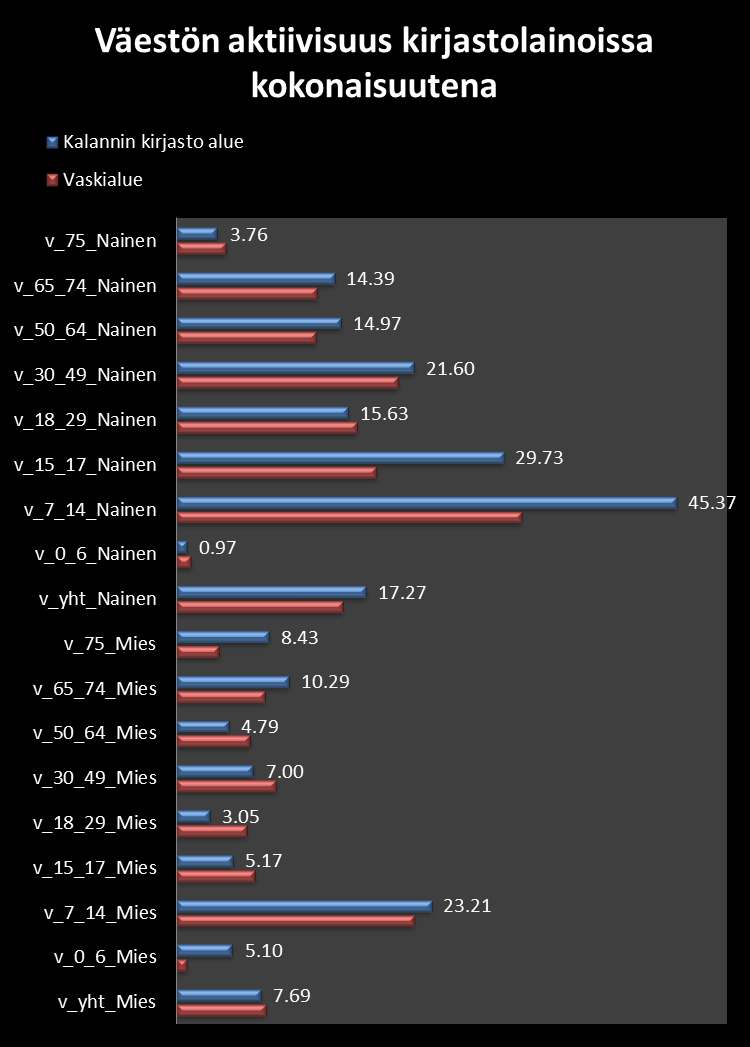 Väestön aktiivisuus kirjastolainoissa
kokonaisuutena
Kalannin kirjasto alue
Vaskialue
v_75_Nainen 3.76
v_65_74_Nainen 14.39
v_50_64_Nainen 14.97
v_30_49_Nainen 21.60
v_18_29_Nainen 15.63
v_15_17_Nainen 29.73
v_7_14_Nainen 45.37
v_0_6_Nainen 0.97
v_yht_Nainen 17.27
v_75_Mies 8.43
v_65_74_Mies 10.29
v_50_64_Mies 4.79
v_30_49_Mies 7.00
v_18_29_Mies 3.05
v_15_17_Mies 5.17
v_7_14_Mies 23.21
v_0_6_Mies 5.10
v_yht_Mies 7.69